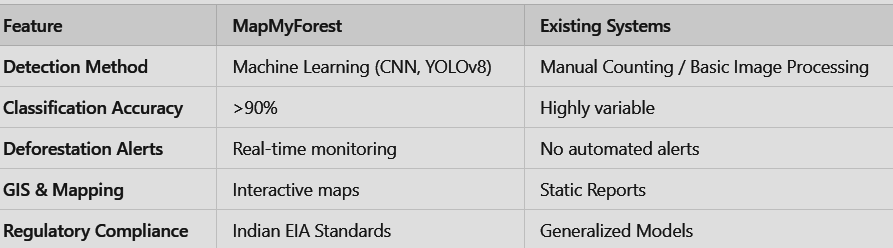 Feature MapMyForest Existing Systems
Detection Method Machine Learning (CNN, YOLOv8) Manual Counting / Basic Image Processing
Classification Accuracy >90% Highly variable
Deforestation Alerts Real-time monitoring No automated alerts
GIS & Mapping Interactive maps Static Reports
Regulatory Compliance Indian EIA Standards Generalized Models